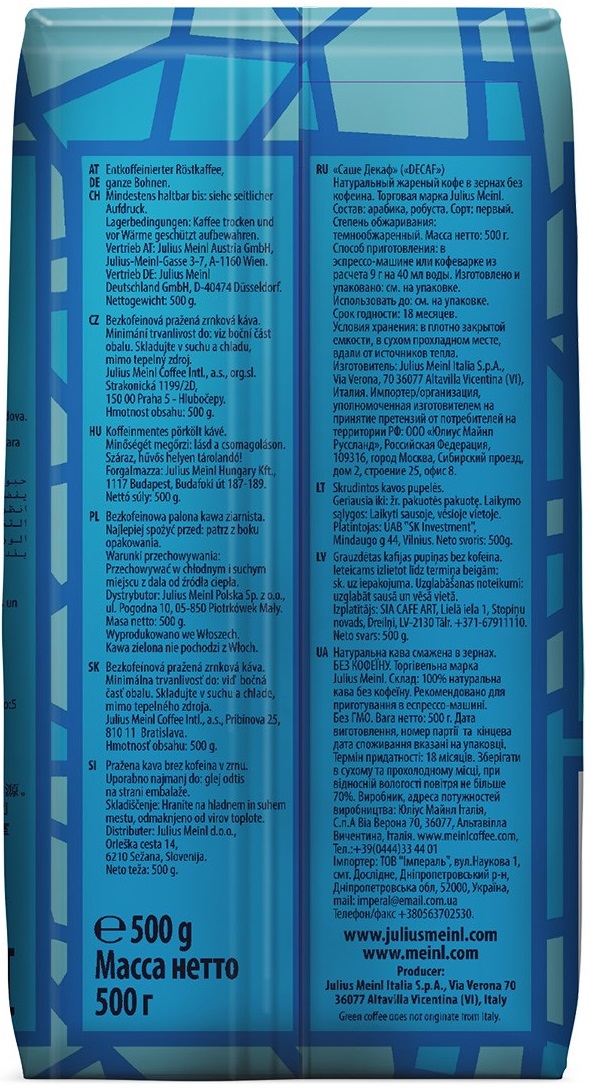 AT Entkoffeinierter Röstkaffee,
DE ganze Bohnen.
CH Mindestens haltbar bis: siehe seitlicher
Aufdruck.
Lagerbedingungen: Kaffee trocken und
vor Wärme geschützt aufbewahren.
Vertrieb AT: Julius Meinl Austria GmbH,
Julius-Meinl-Gasse 3-7, A-1160 Wien.
Vertrieb DE: Julius Meinl
Deutschland GmbH, D-40474 Düsseldorf.
Nettogewicht: 500 g.
CZ Bezkofeinová pražená zrnková káva.
Minimání trvanlivost do: viz boční část
obalu. Skladujte v suchu a chladu,
mimo tepelný zdroj.
Julius Meinl Coffee Intl., a.s., org.sl.
Strakonická 1199/2D,
150 00 Praha 5 - Hlubočepy.
Hmotnost obsahu: 500 g.
HU Koffeinmentes pörkölt kávé.
Minőségét megőrzi: lásd a csomagoláson.
Száraz, hűvös helyen tárolandó!
Forgalmazza: Julius Meinl Hungary Kft.,
1117 Budapest, Budafoki út 187-189.
Nettó súly: 500 g.
PL Bezkofeinowa palona kawa ziarnista.
Najlepiej spożyć przed: patrz z boku
opakowania.
Warunki przechowywania:
Przechowywać w chłodnym i suchym
miejscu z dala od źródła ciepła.
Dystrybutor: Julius Meinl Polska Sp. z o.o.,
ul. Pogodna 10, 05-850 Piotrkówek Mały.
Masa netto: 500 g.
Wyprodukowano we Włoszech.
Kawa zielona nie pochodzi z Włoch.
SK Bezkofeínová pražená zrnková káva.
Minimálna trvanlivosť do: viď bočná
časť obalu. Skladujte v suchu a chlade,
mimo tepelného zdroja.
Julius Meinl Coffee Intl., a.s., Pribinova 25,
810 11 Bratislava.
Hmotnosť obsahu: 500 g.
SI Pražena kava brez kofeina v zrnu.
Uporabno najmanj do: glej odtis
na strani embalaže.
Skladiščenje: Hranite na hladnem in suhem
mestu, odmaknjeno od virov toplote.
Distributer: Julius Meinl d.o.o.,
Orleška cesta 14,
6210 Sežana, Slovenija.
Neto teža: 500 g.
℮ 500 g
Масса нетто
500 г
RU «Саше Декаф» («DECAF»)
Натуральный жареный кофе в зернах без
кофеина. Торговая марка Julius Meinl.
Состав: арабика, робуста. Сорт: первый.
Степень обжаривания:
темнообжаренный. Масса нетто: 500 г.
Способ приготовления: в
эспрессо-машине или кофеварке из
расчета 9 г на 40 мл воды. Изготовлено и
упаковано: см. на упаковке.
Использовать до: см. на упаковке.
Срок годности: 18 месяцев.
Условия хранения: в плотно закрытой
емкости, в сухом прохладном месте,
вдали от источников тепла.
Изготовитель: Julius Meinl Italia S.p.A.,
Via Verona, 70 36077 Altavilla Vicentina (VI),
Италия. Импортер/организация,
уполномоченная изготовителем на
принятие претензий от потребителей на
территории РФ: ООО «Юлиус Майнл
Руссланд», Российская Федерация,
109316, город Москва, Сибирский проезд,
дом 2, строение 25, офис 8.
LT Skrudintos kavos pupelės.
Geriausia iki: žr. pakuotės pakuotę. Laikymo
sąlygos: Laikyti sausoje, vėsioje vietoje.
Platintojas: UAB "SK Investment",
Mindaugo g 44, Vilnius. Neto svoris: 500g.
LV Grauzdētas kafijas pupiņas bez kofeīna.
Ieteicams izlietot līdz termiņa beigām:
sk. uz iepakojuma. Uzglabāšanas noteikumi:
uzglabāt sausā un vēsā vietā.
Izplatītājs: SIA CAFE ART, Lielā iela 1, Stopiņu
novads, Dreiliņi, LV-2130 Tālr. +371-67911110.
Neto svars: 500 g.
UA Натуральна кава смажена в зернах.
БЕЗ КОФЕЇНУ. Торгівельна марка
Julius Meinl. Склад: 100% натуральна
кава без кофеїну. Рекомендовано для
приготування в еспрессо-машині.
Без ГМО. Вага нетто: 500 г. Дата
виготовлення, номер партії та кінцева
дата споживання вказані на упаковці.
Термін придатності: 18 місяців. Зберігати
в сухому та прохолодному місці, при
відносній вологості повітря не більше
70%. Виробник, адреса потужностей
виробництва: Юліус Майнл Італія,
С.п.А Віа Верона 70, 36077, Альтавілла
Вичентина, Італія. www.meinlcoffee.com,
Тел.:+39(0444)33 44 01
Імпортер: ТОВ "Імпераль", вул.Наукова 1,
смт. Дослідне, Дніпропетровський р-н,
Дніпропетровська обл, 52000, Україна,
mail: imperal@email.com.ua
Телефон/факс +380563702530.
www.juliusmeinl.com
www.meinl.com
Producer:
Julius Meinl Italia S.p.A., Via Verona 70
36077 Altavilla Vicentina (VI), Italy
Green coffee does not originate from Italy.